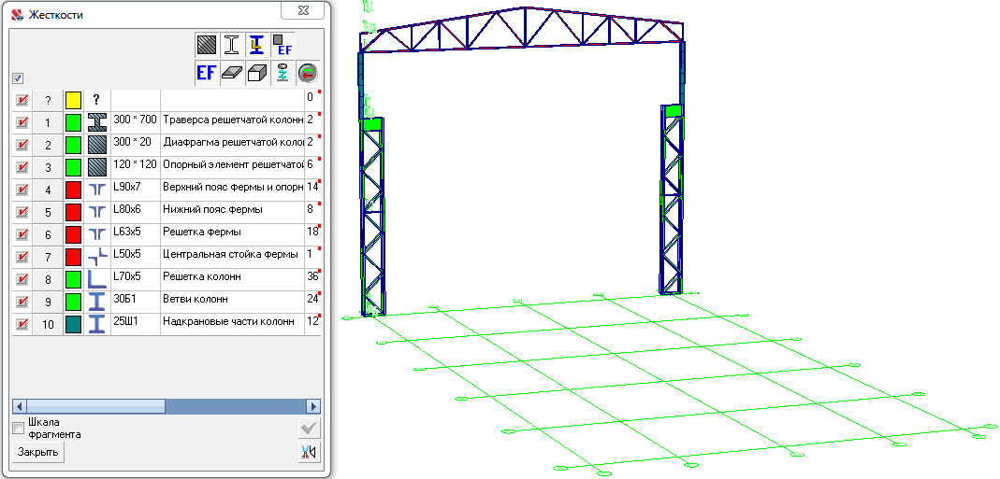 Жесткости
EF
EF
? ? 0
1 300 * 700 Траверса решетчатой колонн 2
2 300 * 20 Диафрагма решетчатой коло 2
3 120 * 120 Опорный элемент решетчатой 6
4 L90x7 Верхний пояс фермы и опорн 14
5 L80x6 Нижний пояс фермы 8
6 L63x5 Решетка фермы 18
7 L50x5 Центральная стойка фермы 1
8 L70x5 Решетка колонн 36
9 30Б1 Ветви колонн 24
10 25Ш1 Надкрановые части колонн 12
Шкала
фрагмента
Закрыть